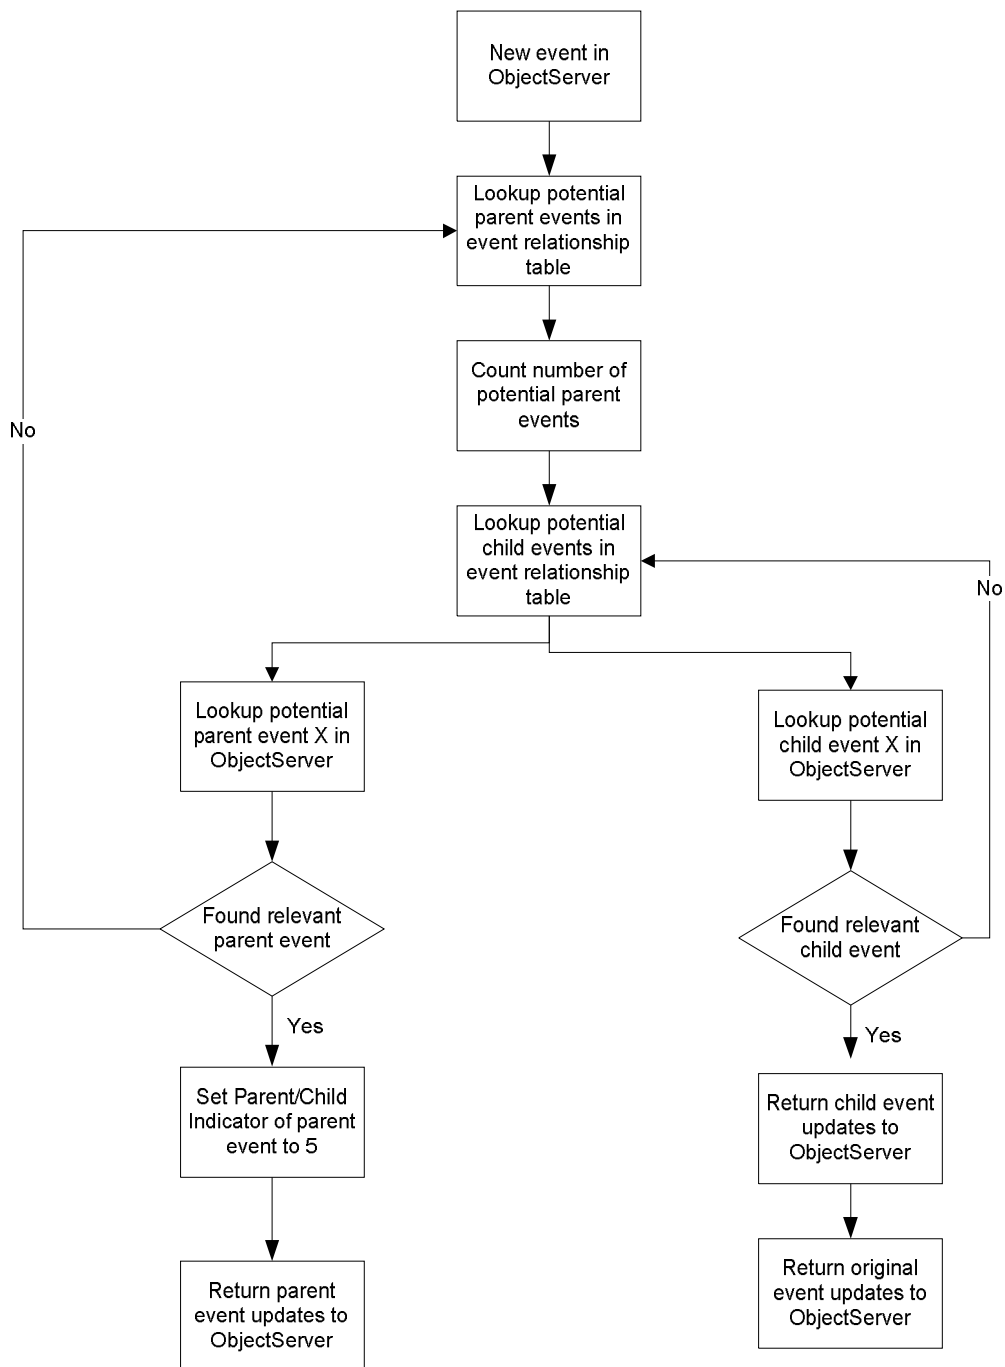 New event in
ObjectServer
Lookup potential
parent events in
event relationship
table
Count number of
potential parent
events
No
Lookup potential
child events in
event relationship
table
No
Lookup potential
parent event X in
ObjectServer
Lookup potential
child event X in
ObjectServer
Found relevant
parent event
Found relevant
child event
Yes
Yes
Set Parent/Child
Indicator of parent
event to 5
Return child event
updates to
ObjectServer
Return parent
event updates to
ObjectServer
Return original
event updates to
ObjectServer